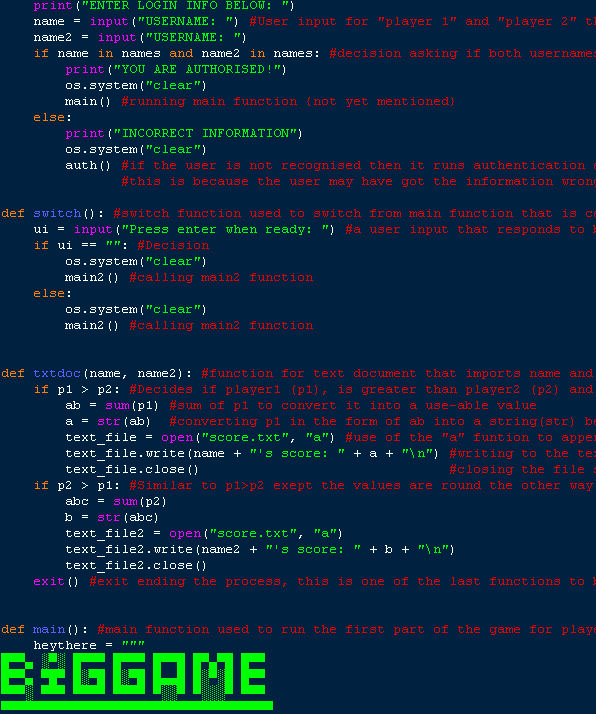 print("ENTER LOGIN INFO BELOW: ")
name = input("USERNAME: ") #User input for "player 1" and "player 2" t
name2 = input("USERNAME: ")
if name in names and name2 in names: #decision asking if both usernames
print("YOU ARE AUTHORISED!")
os.system("clear")
main() #running main function (not yet mentioned)
else:
print("INCORRECT INFORMATION")
os.system("clear")
auth() #if the user is not recognised then it runs authentication
#this is because the user may have got the information wron
def switch(): #switch function used to switch from main function that is c
ui = input("Press enter when ready: ") #a user input that responds to
if ui == "": #Decision
os.system("clear")
main2() #calling main2 function
else:
os.system("clear")
main2() #calling main2 function
def txtdoc(name, name2): #function for text document that imports name and
if p1 > p2: #Decides if player1 (p1), is greater than player2 (p2) and
ab = sum(p1) #sum of p1 to convert it into a use-able value
a = str(ab) #converting p1 in the form of ab into a string(str) b
text_file = open("score.txt", "a") #use of the "a" funtion to appen
text_file.write(name + "'s score: " + a + "\n") #writing to the te
text_file.close() #closing the file
if p2 > p1: #Similar to p1>p2 exept the values are round the other way
abc = sum(p2)
b = str(abc)
text_file2 = open("score.txt", "a")
text_file2.write(name2 + "'s score: " + b + "\n")
text_file2.close()
exit() #exit ending the process, this is one of the last functions to
def main(): #main function used to run the first part of the game for play
heythere = """